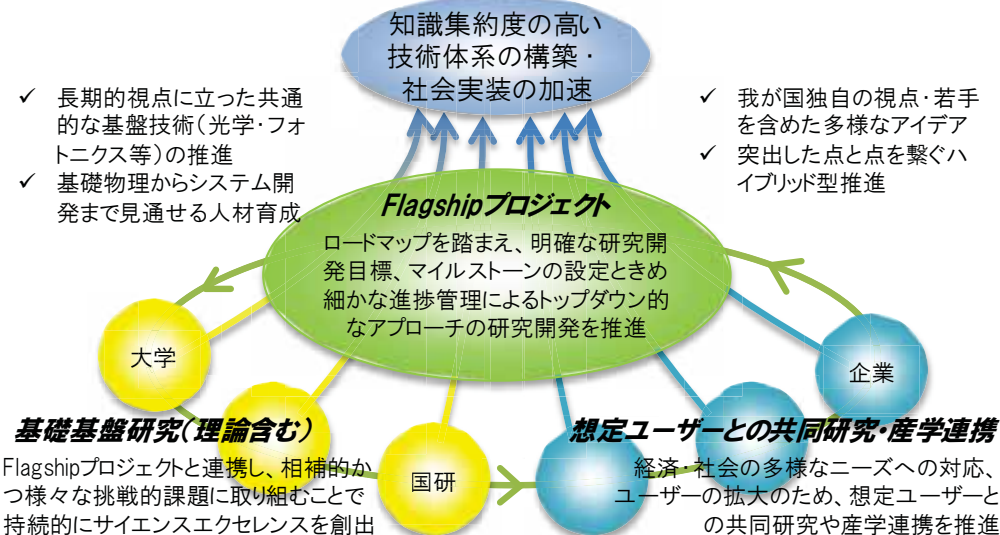 知識集約度の高い
技術体系の構築・
社会実装の加速
✓ 長期的視点に立った共通
的な基盤技術（光学・フォ
トニクス等）の推進
✓ 基礎物理からシステム開
発まで見通せる人材育成
✓ 我が国独自の視点・若手
を含めた多様なアイデア
✓ 突出した点と点を繋ぐハ
イブリッド型推進
Flagshipプロジェクト
ロードマップを踏まえ、明確な研究開
発目標、マイルストーンの設定ときめ
細かな進捗管理によるトップダウン的
なアプローチの研究開発を推進
大学
企業
基礎基盤研究（理論含む）
Flagshipプロジェクトと連携し、相補的か
つ様々な挑戦的課題に取り組むことで
持続的にサイエンスエクセレンスを創出
国研
想定ユーザーとの共同研究・産学連携
経済・社会の多様なニーズへの対応、
ユーザーの拡大のため、想定ユーザーと
の共同研究や産学連携を推進